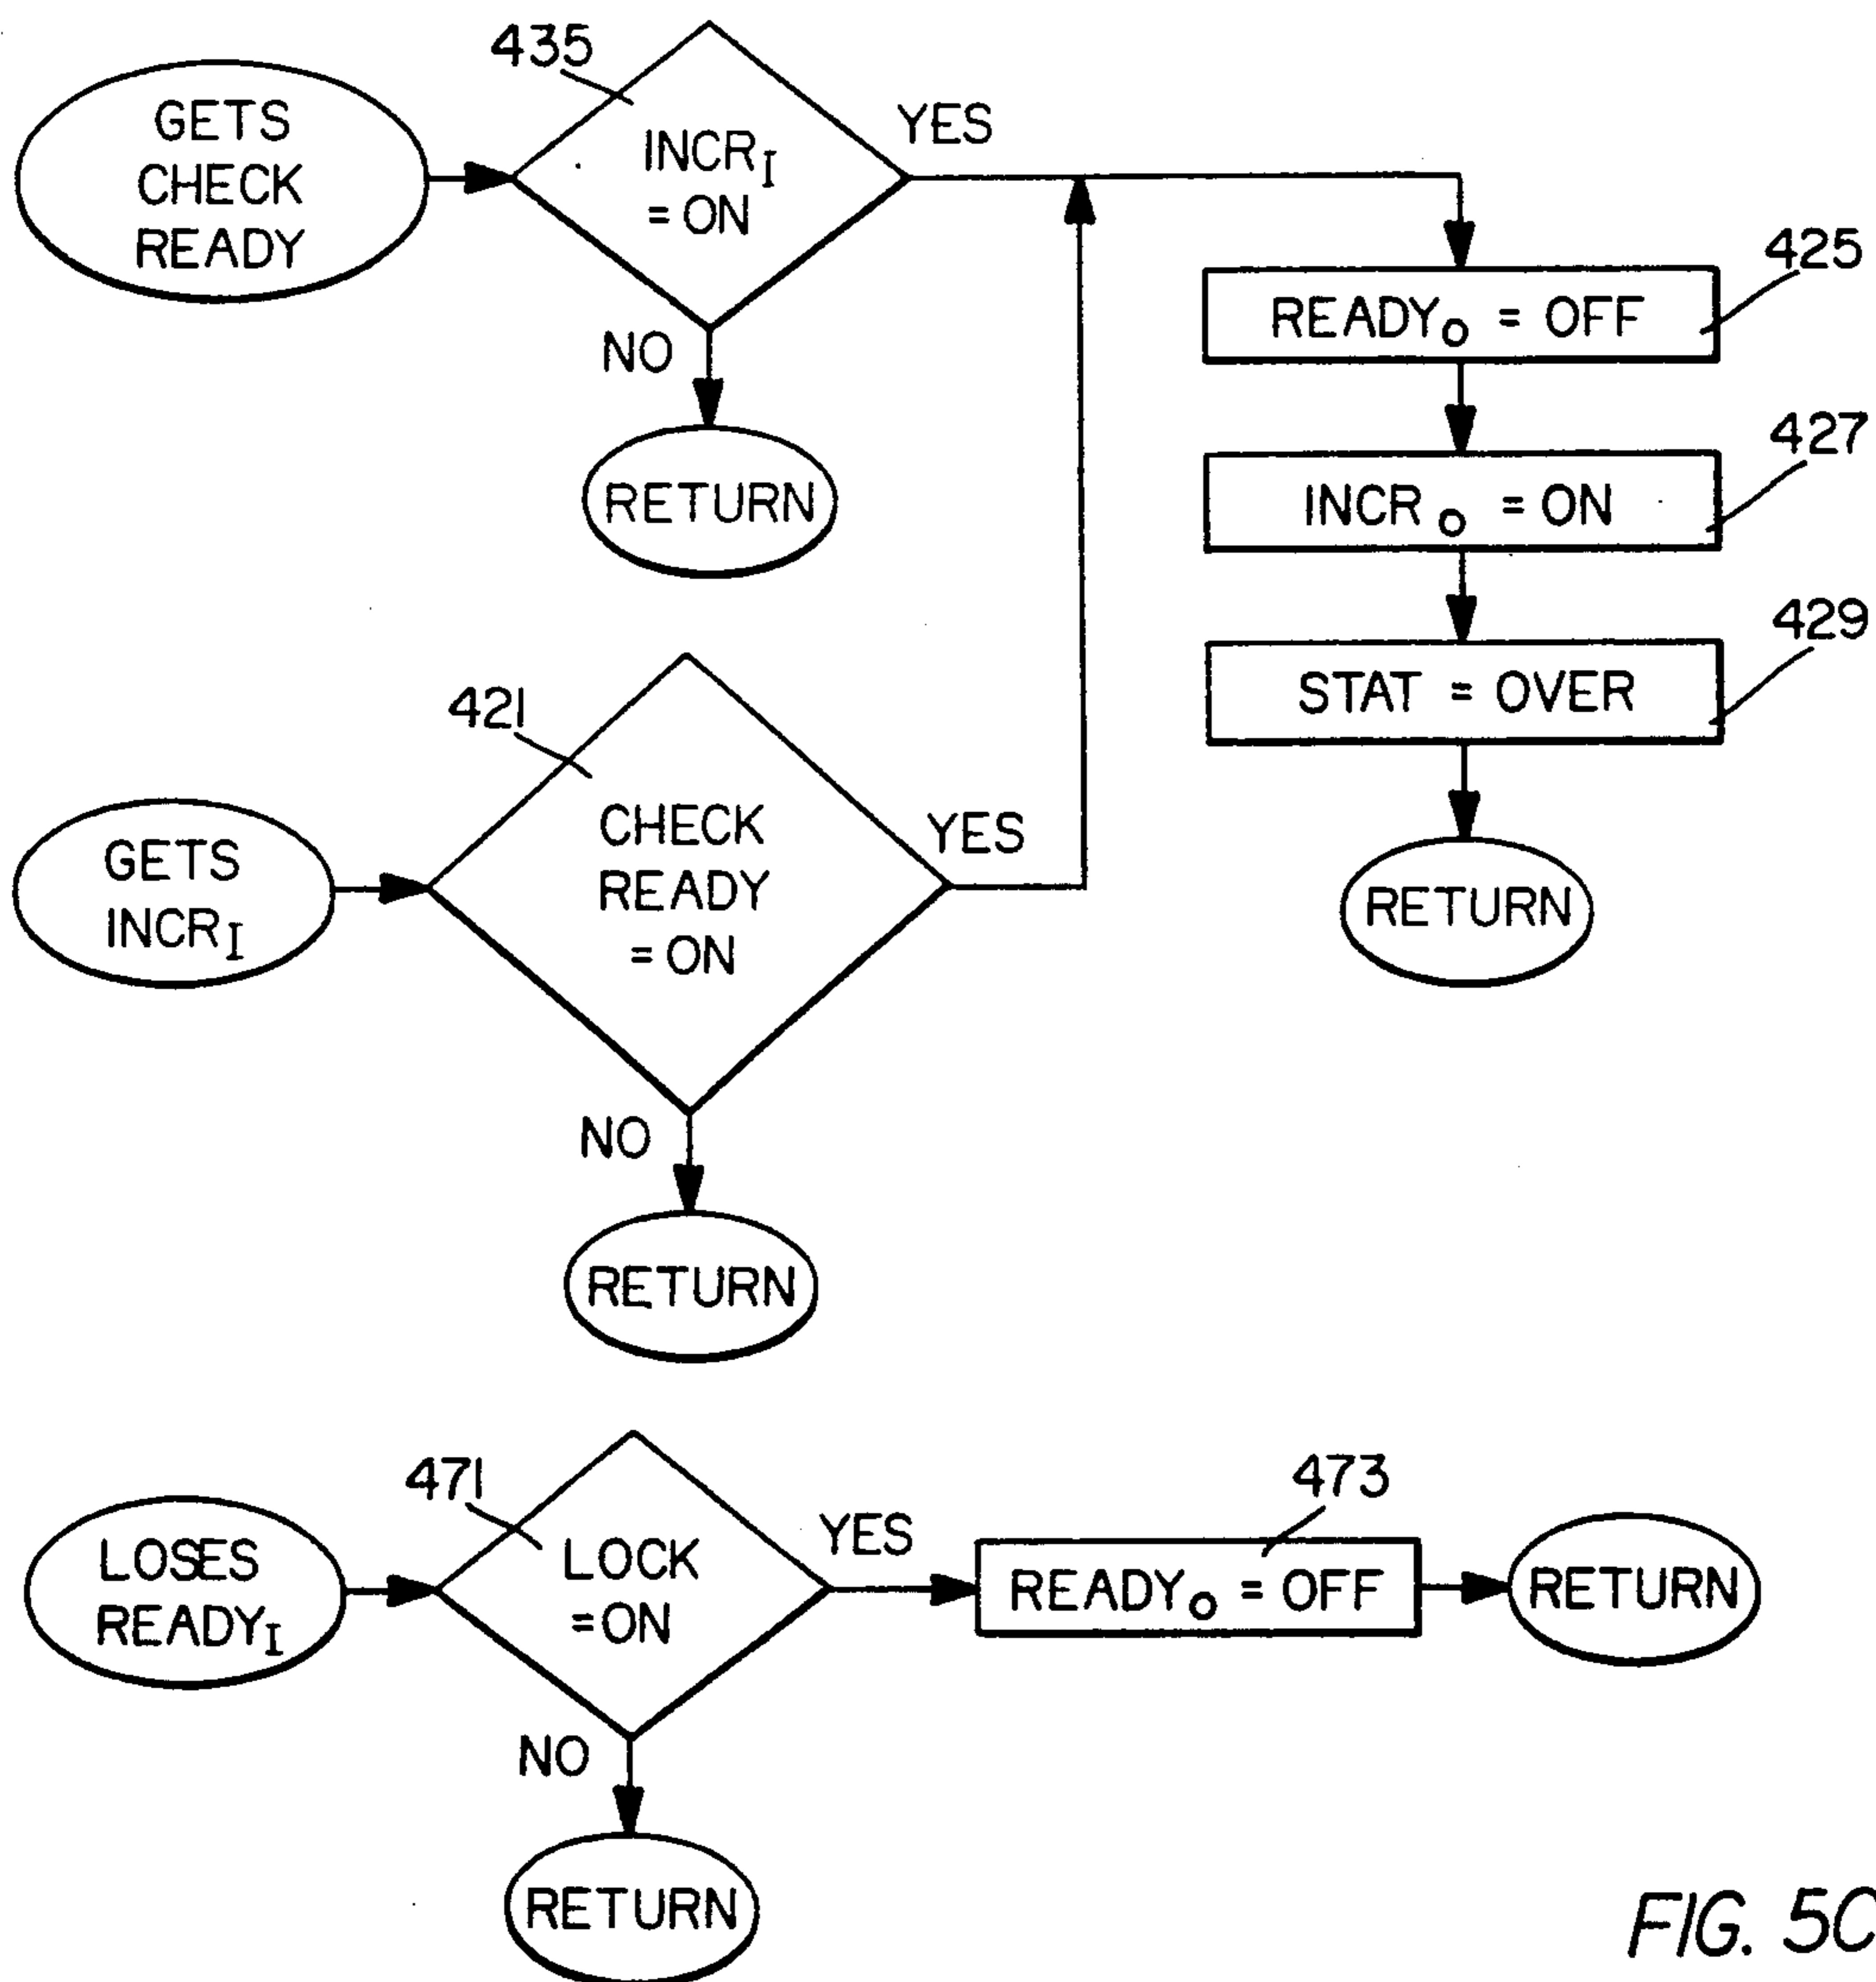 435
GETS
CHECK
READY
INCR_I
= ON
YES
NO
RETURN
425
READY_O = OFF
427
INCR_O = ON
429
STAT = OVER
RETURN
421
GETS
INCR_I
CHECK
READY
= ON
YES
NO
RETURN
471
LOSES
READY_I
LOCK
= ON
YES
473
READY_O = OFF
RETURN
NO
RETURN
FIG. 5C